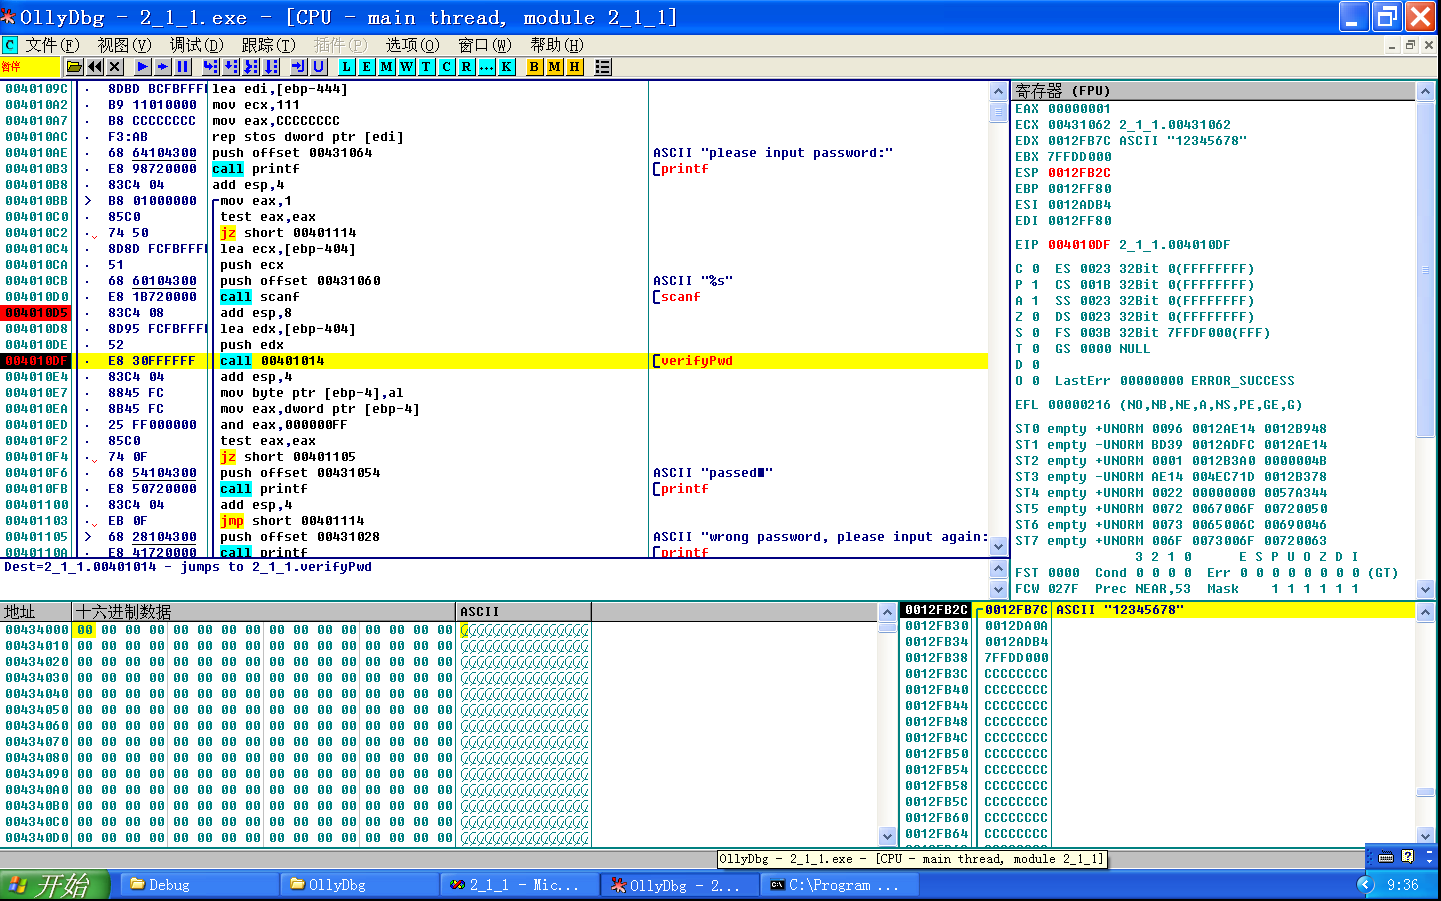 OllyDbg - 2_1_1.exe - [CPU - main thread, module 2_1_1]
C 文件(F) 视图(V) 调试(D) 跟踪(T) 插件(P) 选项(O) 窗口(W) 帮助(H)
暂停 L E M W T C R ... K B M H
0040109C . 8DBD BCFBFFFF lea edi,[ebp-444]
004010A2 . B9 11010000 mov ecx,111
004010A7 . B8 CCCCCCCC mov eax,CCCCCCCC
004010AC . F3:AB rep stos dword ptr [edi]
004010AE . 68 64104300 push offset 00431064 ASCII "please input password:"
004010B3 . E8 98720000 call printf [printf
004010B8 . 83C4 04 add esp,4
004010BB > B8 01000000 mov eax,1
004010C0 . 85C0 test eax,eax
004010C2 . 74 50 jz short 00401114
004010C4 . 8D8D FCFBFFFF lea ecx,[ebp-404]
004010CA . 51 push ecx
004010CB . 68 60104300 push offset 00431060 ASCII "%s"
004010D0 . E8 1B720000 call scanf [scanf
004010D5 . 83C4 08 add esp,8
004010D8 . 8D95 FCFBFFFF lea edx,[ebp-404]
004010DE . 52 push edx
004010DF . E8 30FFFFFF call 00401014 [verifyPwd
004010E4 . 83C4 04 add esp,4
004010E7 . 8845 FC mov byte ptr [ebp-4],al
004010EA . 8B45 FC mov eax,dword ptr [ebp-4]
004010ED . 25 FF000000 and eax,000000FF
004010F2 . 85C0 test eax,eax
004010F4 . 74 0F jz short 00401105
004010F6 . 68 54104300 push offset 00431054 ASCII "passed■"
004010FB . E8 50720000 call printf [printf
00401100 . 83C4 04 add esp,4
00401103 . EB 0F jmp short 00401114
00401105 > 68 28104300 push offset 00431028 ASCII "wrong password, please input again:
0040110A . E8 41720000 call printf [printf
Dest=2_1_1.00401014 - jumps to 2_1_1.verifyPwd
寄存器 (FPU)
EAX 00000001
ECX 00431062 2_1_1.00431062
EDX 0012FB7C ASCII "12345678"
EBX 7FFDD000
ESP 0012FB2C
EBP 0012FF80
ESI 0012ADB4
EDI 0012FF80
EIP 004010DF 2_1_1.004010DF
C 0 ES 0023 32Bit 0(FFFFFFFF)
P 1 CS 001B 32Bit 0(FFFFFFFF)
A 1 SS 0023 32Bit 0(FFFFFFFF)
Z 0 DS 0023 32Bit 0(FFFFFFFF)
S 0 FS 003B 32Bit 7FFDF000(FFF)
T 0 GS 0000 NULL
D 0
O 0 LastErr 00000000 ERROR_SUCCESS
EFL 00000216 (NO,NB,NE,A,NS,PE,GE,G)
ST0 empty +UNORM 0096 0012AE14 0012B948
ST1 empty -UNORM BD39 0012ADFC 0012AE14
ST2 empty +UNORM 0001 0012B3A0 0000004B
ST3 empty -UNORM AE14 004EC71D 0012B378
ST4 empty +UNORM 0022 00000000 0057A344
ST5 empty +UNORM 0072 0067006F 00720050
ST6 empty +UNORM 0073 0065006C 00690046
ST7 empty +UNORM 006F 0073006F 00720063
3 2 1 0 E S P U O Z D I
FST 0000 Cond 0 0 0 0 Err 0 0 0 0 0 0 0 0 (GT)
FCW 027F Prec NEAR,53 Mask 1 1 1 1 1 1
地址 十六进制数据 ASCII
00434000 00 00 00 00 00 00 00 00 00 00 00 00 00 00 00 00
00434010 00 00 00 00 00 00 00 00 00 00 00 00 00 00 00 00
00434020 00 00 00 00 00 00 00 00 00 00 00 00 00 00 00 00
00434030 00 00 00 00 00 00 00 00 00 00 00 00 00 00 00 00
00434040 00 00 00 00 00 00 00 00 00 00 00 00 00 00 00 00
00434050 00 00 00 00 00 00 00 00 00 00 00 00 00 00 00 00
00434060 00 00 00 00 00 00 00 00 00 00 00 00 00 00 00 00
00434070 00 00 00 00 00 00 00 00 00 00 00 00 00 00 00 00
00434080 00 00 00 00 00 00 00 00 00 00 00 00 00 00 00 00
00434090 00 00 00 00 00 00 00 00 00 00 00 00 00 00 00 00
004340A0 00 00 00 00 00 00 00 00 00 00 00 00 00 00 00 00
004340B0 00 00 00 00 00 00 00 00 00 00 00 00 00 00 00 00
004340C0 00 00 00 00 00 00 00 00 00 00 00 00 00 00 00 00
004340D0 00 00 00 00 00 00 00 00 00 00 00 00 00 00 00 00
0012FB2C 0012FB7C ASCII "12345678"
0012FB30 0012DA0A
0012FB34 0012ADB4
0012FB38 7FFDD000
0012FB3C CCCCCCCC
0012FB40 CCCCCCCC
0012FB44 CCCCCCCC
0012FB48 CCCCCCCC
0012FB4C CCCCCCCC
0012FB50 CCCCCCCC
0012FB54 CCCCCCCC
0012FB58 CCCCCCCC
0012FB5C CCCCCCCC
0012FB60 CCCCCCCC
0012FB64 CCCCCCCC
OllyDbg - 2_1_1.exe - [CPU - main thread, module 2_1_1]
开始 Debug OllyDbg 2_1_1 - Mic... OllyDbg - 2... C:\Program ... 9:36